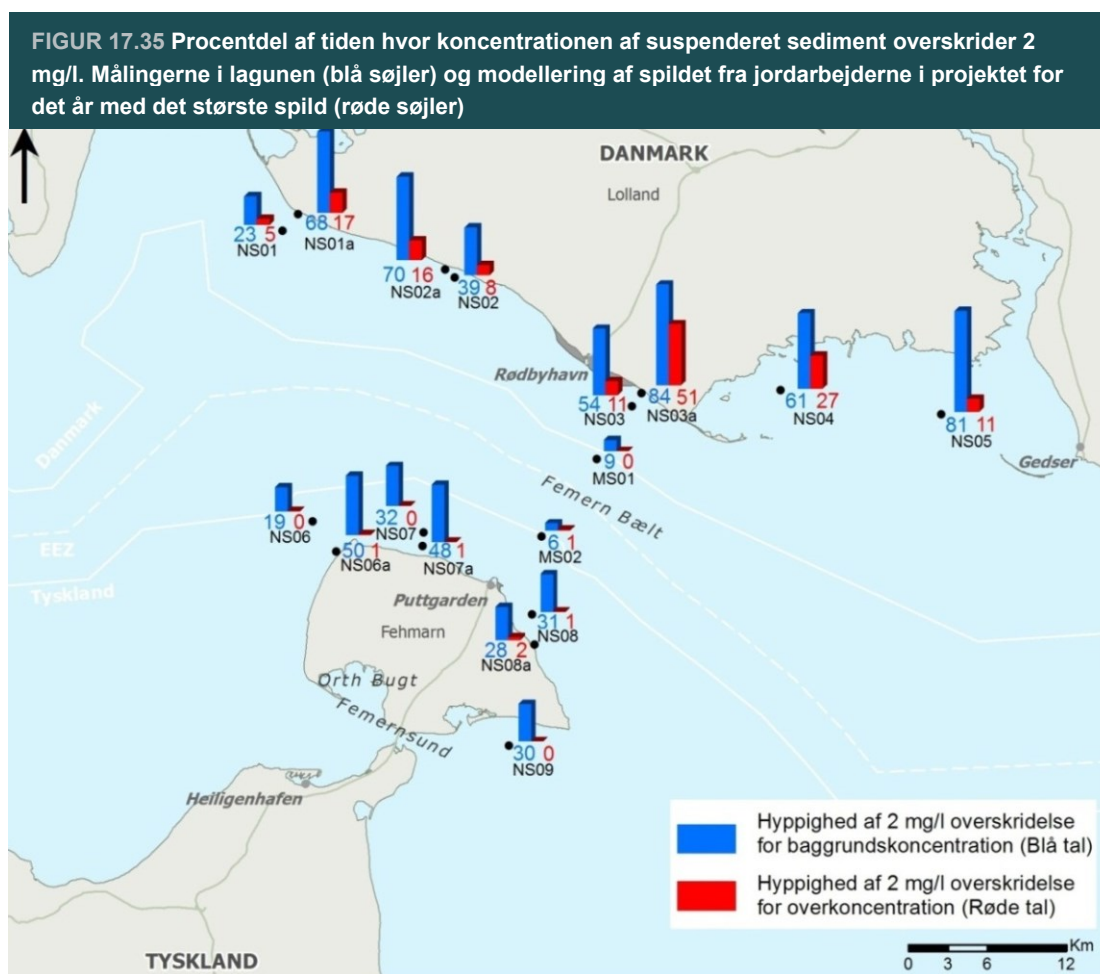 FIGUR 17.35 Procentdel af tiden hvor koncentrationen af suspenderet sediment overskrider 2
mg/l. Målingerne i lagunen (blå søjler) og modellering af spildet fra jordarbejderne i projektet for
det år med det største spild (røde søjler)
DANMARK
Lolland
68 17
NS01a
23 5
NS01
70 16
NS02a
39 8
NS02
Rødbyhavn
54 11
NS03
84 51
NS03a
61 27
NS04
81 11
NS05
Gedser
9 0
MS01
Femern Bælt
Danmark
EEZ
Tyskland
19 0
NS06
50 1
NS06a
32 0
NS07
48 1
NS07a
6 1
MS02
Puttgarden
Fehmarn
31 1
NS08
28 2
NS08a
Orth Bugt
Femernsund
30 0
NS09
Heiligenhafen
Hyppighed af 2 mg/l overskridelse
for baggrundskoncentration (Blå tal)
Hyppighed af 2 mg/l overskridelse
for overkoncentration (Røde tal)
TYSKLAND
Km
0 3 6 12